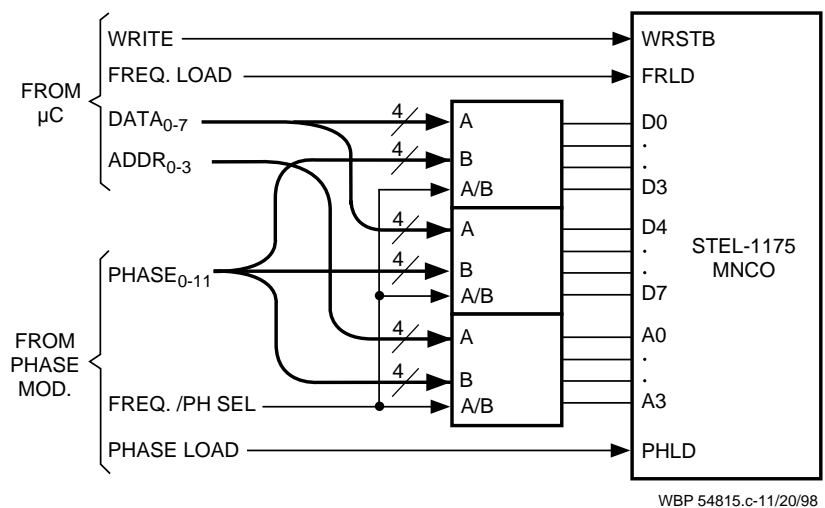 WRITE
FREQ. LOAD
FROM
µC
DATA0-7
ADDR0-3
PHASE0-11
FROM
PHASE
MOD.
FREQ. /PH SEL
PHASE LOAD
4
A
4
B
A/B
4
A
4
B
A/B
4
A
4
B
A/B
WRSTB
FRLD
D0
.
.
D3
D4
.
.
D7
A0
.
.
A3
PHLD
STEL-1175
MNCO
WBP 54815.c-11/20/98